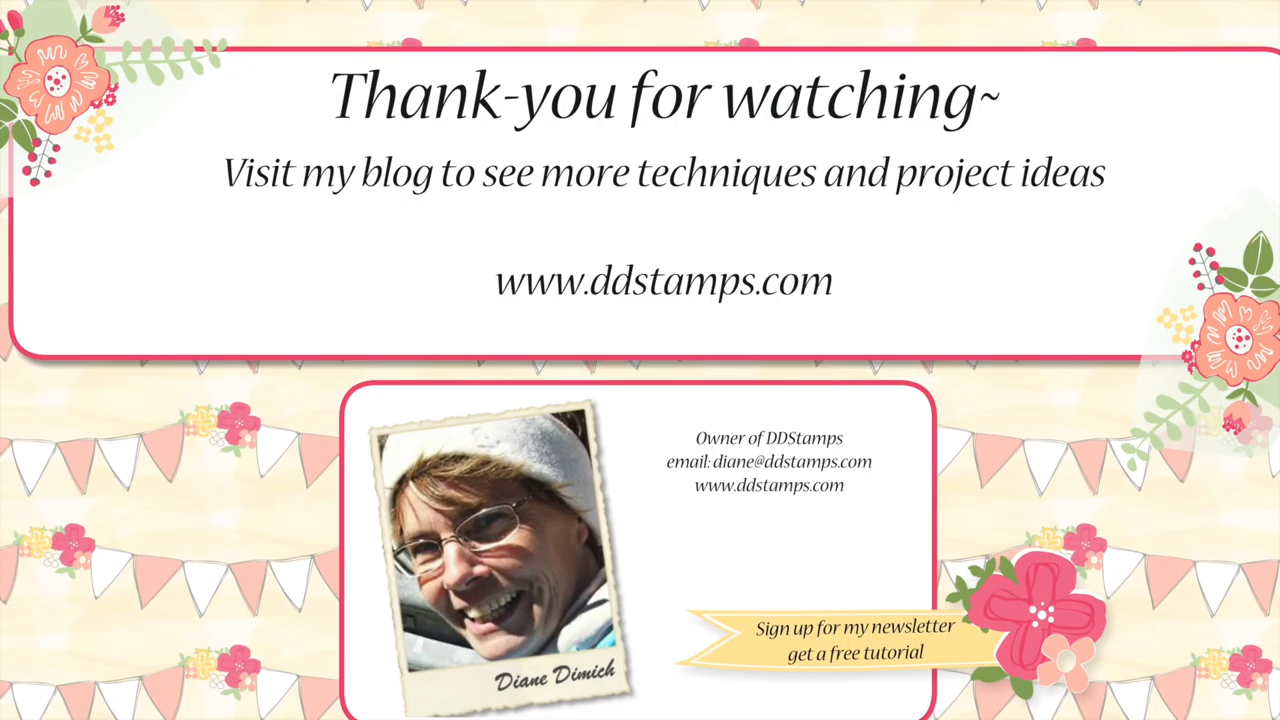 Thank-you for watching~
Visit my blog to see more techniques and project ideas
www.ddstamps.com
Owner of DDStamps
email: diane@ddstamps.com
www.ddstamps.com
Sign up for my newsletter
get a free tutorial
Diane Dimich